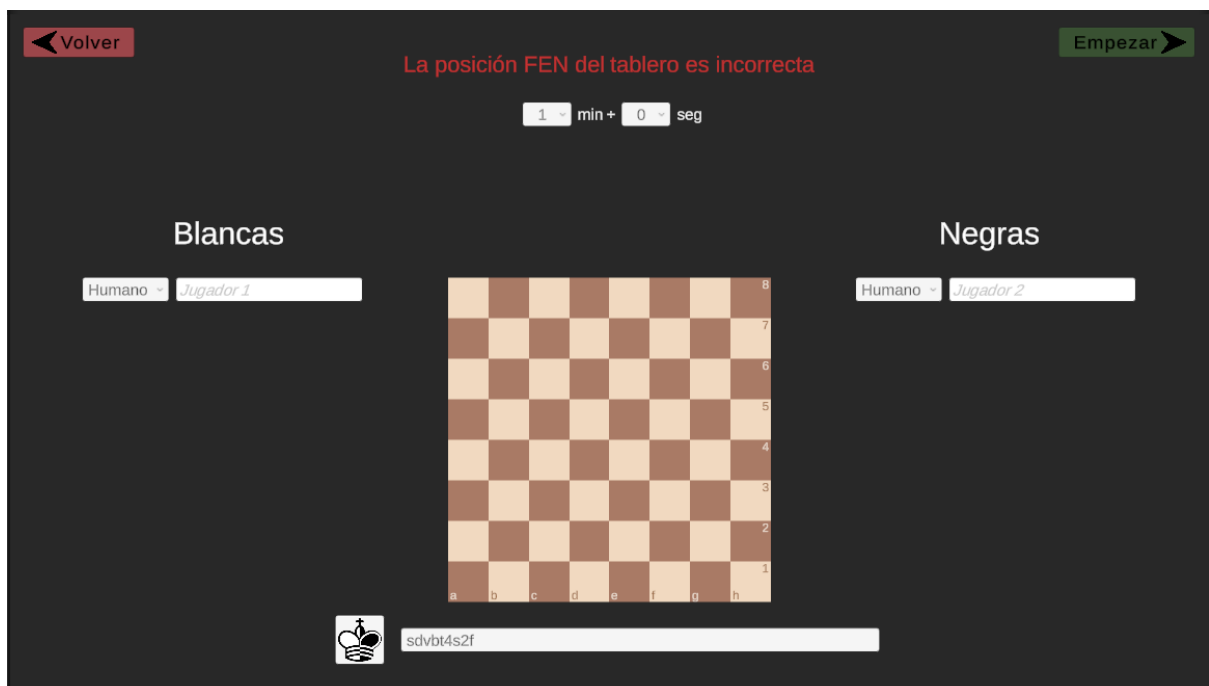 Volver
Empezar
La posición FEN del tablero es incorrecta
1 min + 0 seg
Blancas
Negras
Humano Jugador 1
Humano Jugador 2
8
7
6
5
4
3
2
1
a b c d e f g h
sdvbt4s2f